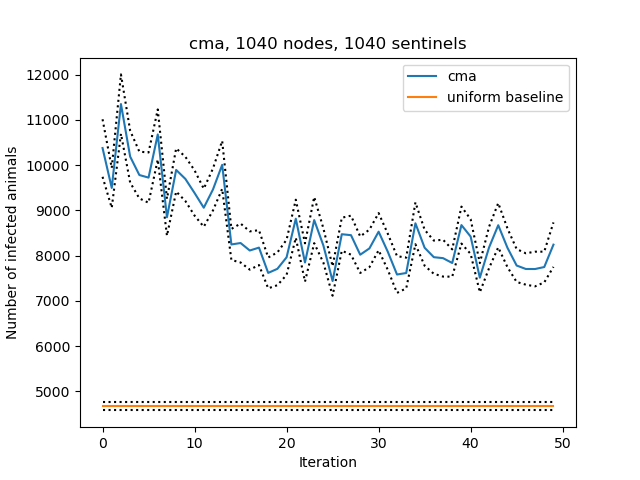 cma, 1040 nodes, 1040 sentinels
cma
uniform baseline
Number of infected animals
12000
11000
10000
9000
8000
7000
6000
5000
0 10 20 30 40 50
Iteration